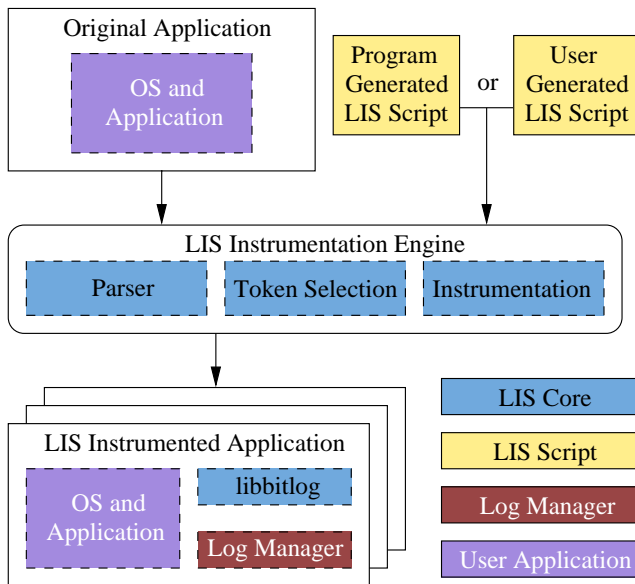 Original Application
OS and
Application
Program
Generated
LIS Script
or
User
Generated
LIS Script
LIS Instrumentation Engine
Parser
Token Selection
Instrumentation
LIS Instrumented Application
OS and
Application
libbitlog
Log Manager
LIS Core
LIS Script
Log Manager
User Application